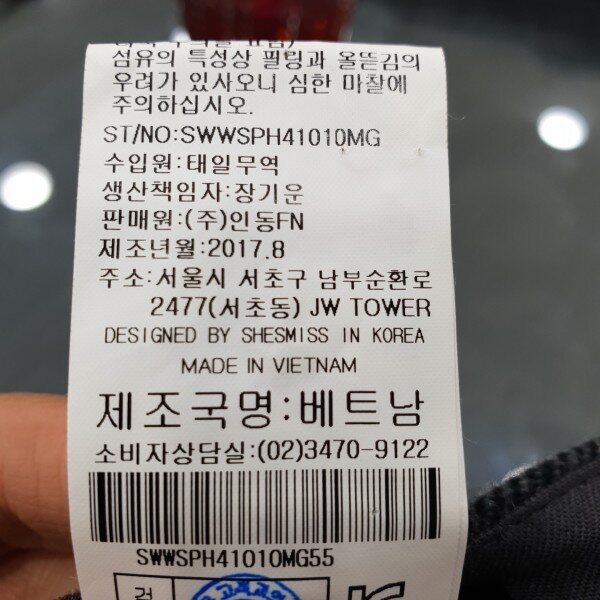 섬유의 특성상 필링과 올뜯김의
우려가 있사오니 심한 마찰에
주의하십시오.
ST/NO:SWWSPH41010MG
수입원:태일무역
생산책임자:장기운
판매원:(주)인동FN
제조년월:2017.8
주소:서울시 서초구 남부순환로
2477(서초동) JW TOWER
DESIGNED BY SHESMISS IN KOREA
MADE IN VIETNAM
제조국명:베트남
소비자상담실:(02)3470-9122
SWWSPH41010MG55
검